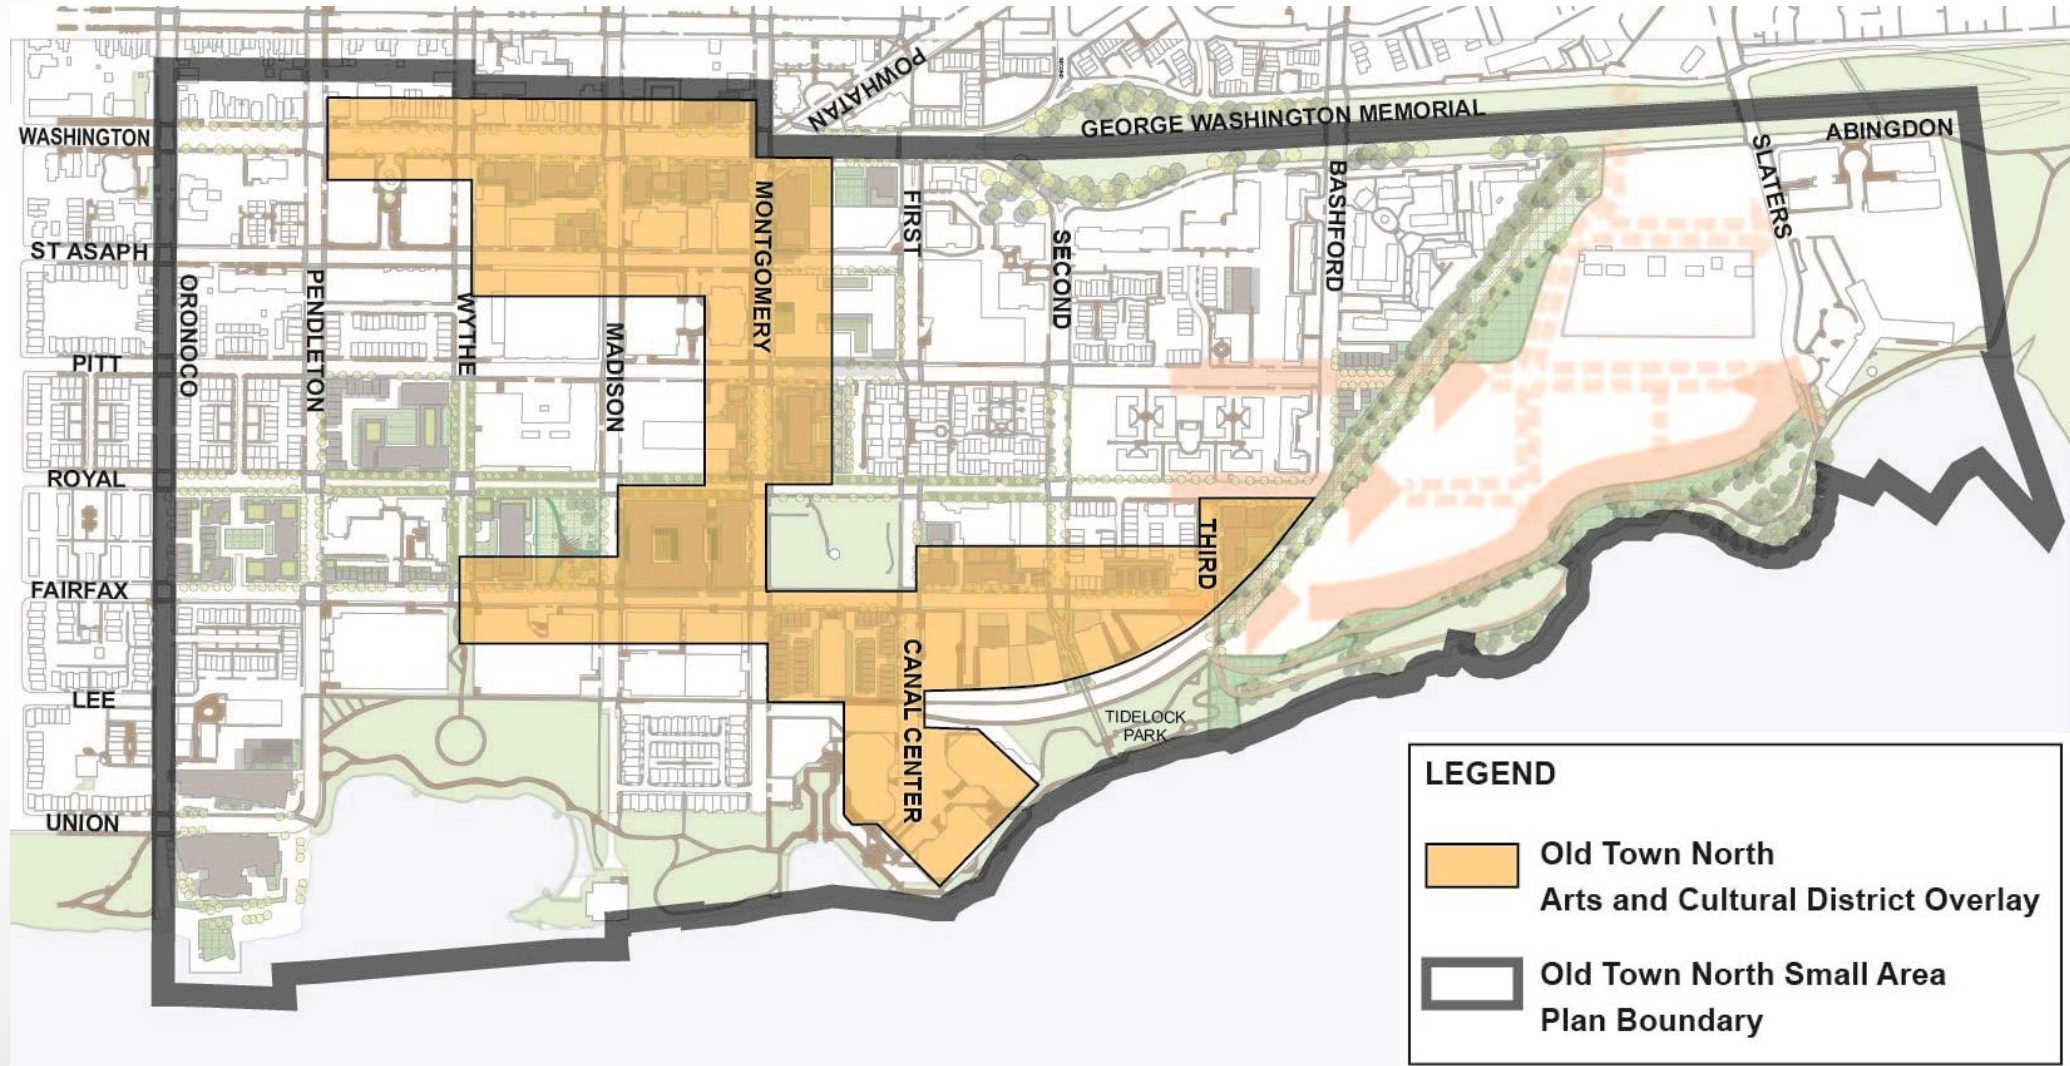 POWHATAN
GEORGE WASHINGTON MEMORIAL
WASHINGTON
ABINGDON
SLATERS
ST ASAPH
ORONOCO
PENDLETON
WYTHE
MADISON
MONTGOMERY
FIRST
SECOND
BASHFORD
PITT
ROYAL
FAIRFAX
THIRD
LEE
CANAL CENTER
TIDELOCK
PARK
UNION
LEGEND
Old Town North
Arts and Cultural District Overlay
Old Town North Small Area
Plan Boundary